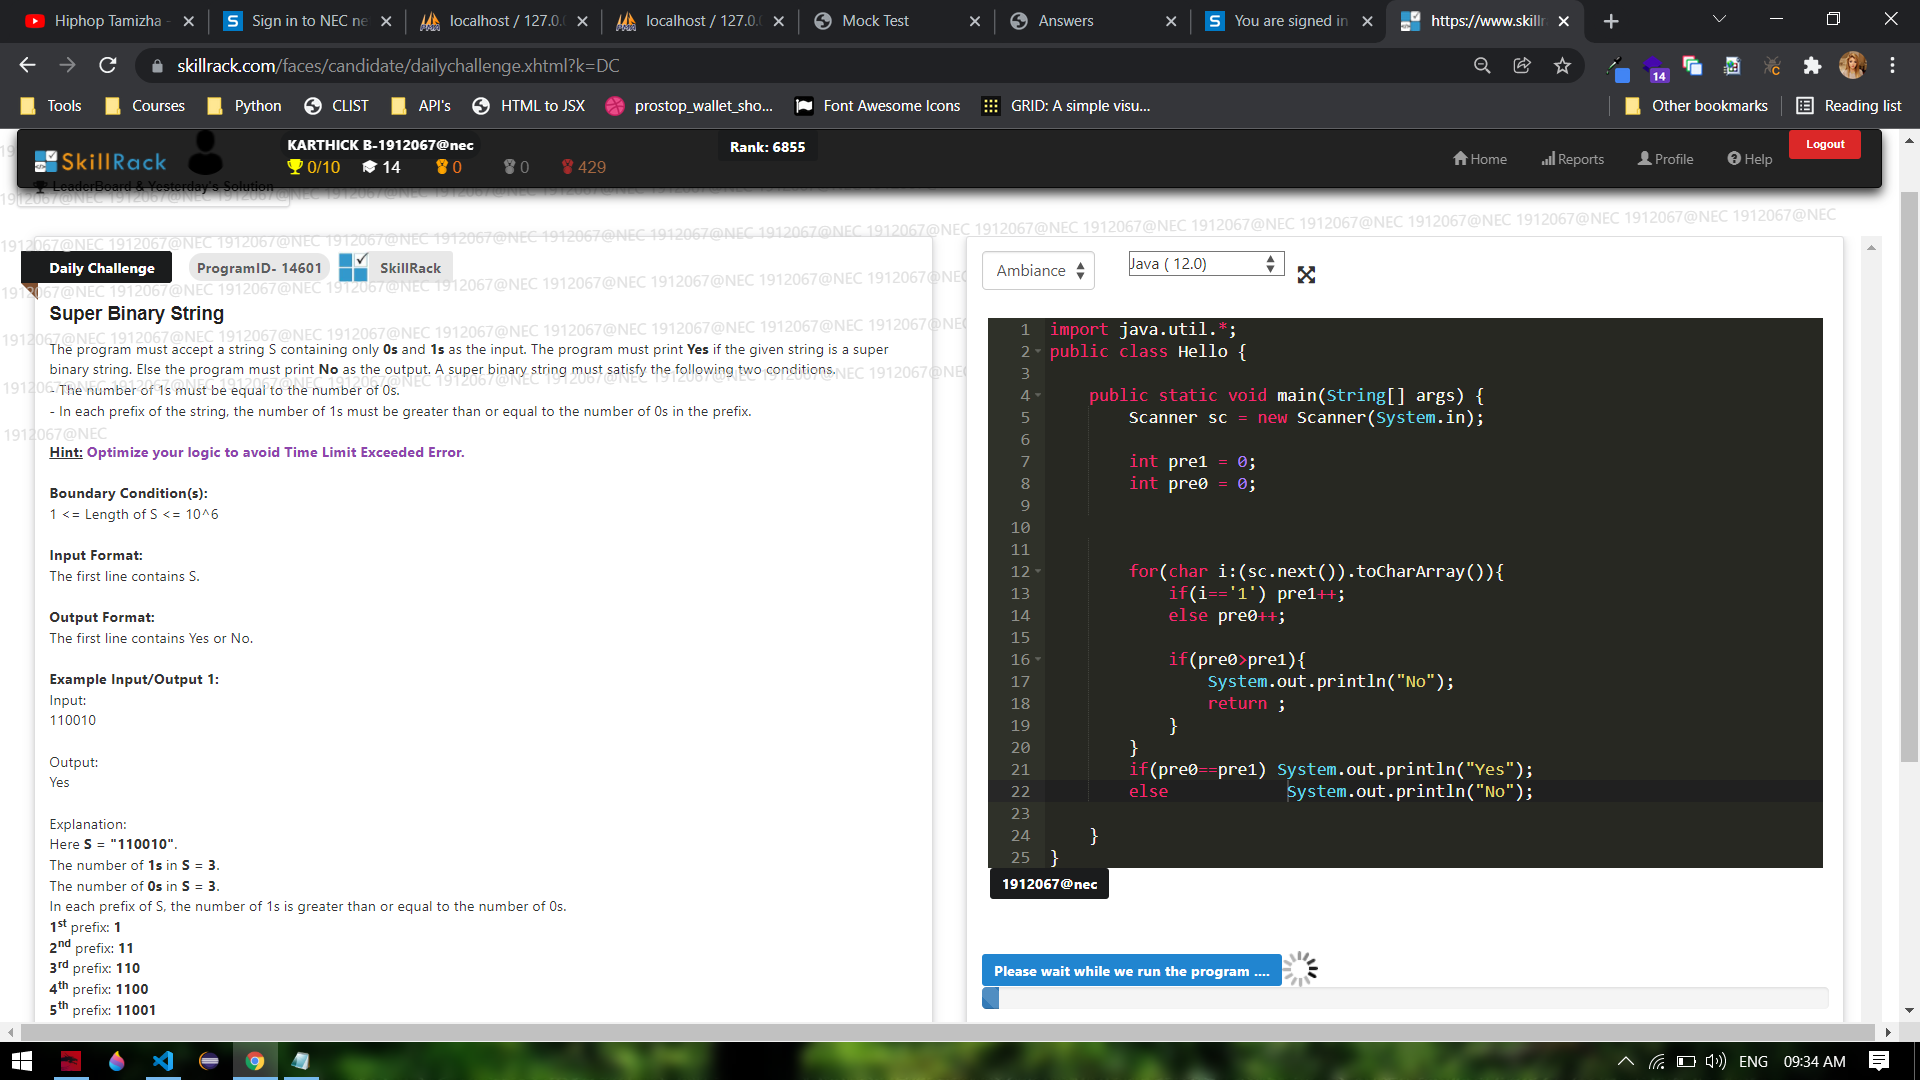 Hiphop Tamizha
Sign in to NEC ne
localhost / 127.0.
localhost / 127.0.
Mock Test
Answers
You are signed in
https://www.skillr
skillrack.com/faces/candidate/dailychallenge.xhtml?k=DC
14
Tools
Courses
Python
CLIST
API's
HTML to JSX
prostop_wallet_sho...
Font Awesome Icons
GRID: A simple visu...
Other bookmarks
Reading list
SkillRack
KARTHICK B-1912067@nec
0/10 14 0 0 429
Rank: 6855
Home
Reports
Profile
Help
Logout
LeaderBoard & Yesterday's Solution
Daily Challenge
ProgramID- 14601
SkillRack
Super Binary String
The program must accept a string S containing only 0s and 1s as the input. The program must print Yes if the given string is a super
binary string. Else the program must print No as the output. A super binary string must satisfy the following two conditions.
- The number of 1s must be equal to the number of 0s.
- In each prefix of the string, the number of 1s must be greater than or equal to the number of 0s in the prefix.
1912067@NEC
Hint: Optimize your logic to avoid Time Limit Exceeded Error.
Boundary Condition(s):
1 <= Length of S <= 10^6
Input Format:
The first line contains S.
Output Format:
The first line contains Yes or No.
Example Input/Output 1:
Input:
110010
Output:
Yes
Explanation:
Here S = "110010".
The number of 1s in S = 3.
The number of 0s in S = 3.
In each prefix of S, the number of 1s is greater than or equal to the number of 0s.
1st prefix: 1
2nd prefix: 11
3rd prefix: 110
4th prefix: 1100
5th prefix: 11001
Ambiance
Java ( 12.0)
1 import java.util.*;
2 public class Hello {
3
4 public static void main(String[] args) {
5 Scanner sc = new Scanner(System.in);
6
7 int pre1 = 0;
8 int pre0 = 0;
9
10
11
12 for(char i:(sc.next()).toCharArray()){
13 if(i=='1') pre1++;
14 else pre0++;
15
16 if(pre0>pre1){
17 System.out.println("No");
18 return ;
19 }
20 }
21 if(pre0==pre1) System.out.println("Yes");
22 else System.out.println("No");
23
24 }
25 }
1912067@nec
Please wait while we run the program ....
ENG
09:34 AM